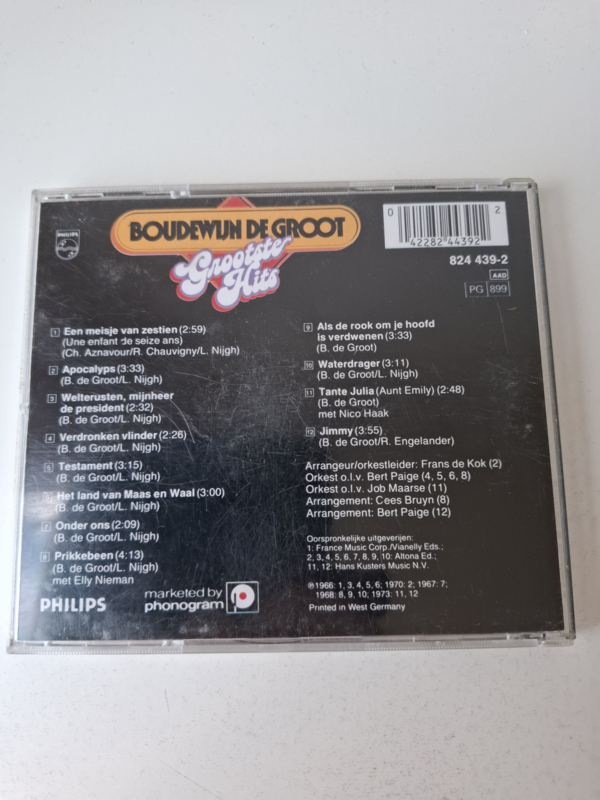 PHILIPS
BOUDEWIJN DE GROOT
Grootste
Hits
0 42282 44392 2
824 439-2
AAD
PG 899
1 Een meisje van zestien (2:59)
(Une enfant de seize ans)
(Ch. Aznavour/R. Chauvigny/L. Nijgh)
2 Apocalyps (3:33)
(B. de Groot/L. Nijgh)
3 Welterusten, mijnheer
de president (2:32)
(B. de Groot/L. Nijgh)
4 Verdronken vlinder (2:26)
(B. de Groot/L. Nijgh)
5 Testament (3:15)
(B. de Groot/L. Nijgh)
6 Het land van Maas en Waal (3:00)
(B. de Groot/L. Nijgh)
7 Onder ons (2:09)
(B. de Groot/L. Nijgh)
8 Prikkebeen (4:13)
(B. de Groot/L. Nijgh)
met Elly Nieman
9 Als de rook om je hoofd
is verdwenen (3:33)
(B. de Groot)
10 Waterdrager (3:11)
(B. de Groot/L. Nijgh)
11 Tante Julia (Aunt Emily) (2:48)
(B. de Groot)
met Nico Haak
12 Jimmy (3:55)
(B. de Groot/R. Engelander)
Arrangeur/orkestleider: Frans de Kok (2)
Orkest o.l.v. Bert Paige (4, 5, 6, 8)
Orkest o.l.v. Job Maarse (11)
Arrangement: Cees Bruyn (8)
Arrangement: Bert Paige (12)
Oorspronkelijke uitgeverijen:
1: France Music Corp./Vianelly Eds.;
2, 3, 4, 5, 6, 7, 8, 9, 10: Altona Ed.;
11, 12: Hans Kusters Music N.V.
℗1966: 1, 3, 4, 5, 6; 1970: 2; 1967: 7;
1968: 8, 9, 10; 1973: 11, 12
Printed in West Germany
PHILIPS
marketed by
phonogram